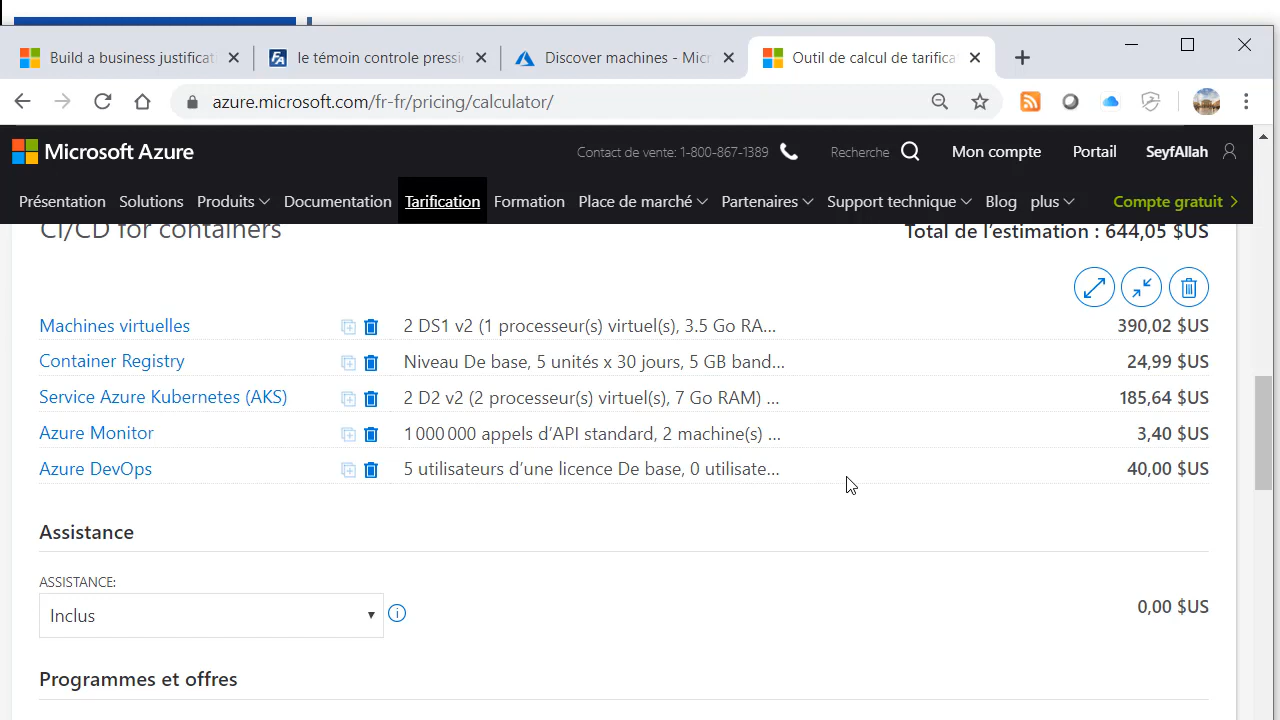 Build a business justificat
le témoin controle pressi
Discover machines - Micr
Outil de calcul de tarifica
azure.microsoft.com/fr-fr/pricing/calculator/
Microsoft Azure
Contact de vente: 1-800-867-1389
Recherche
Mon compte
Portail
SeyfAllah
Présentation
Solutions
Produits
Documentation
Tarification
Formation
Place de marché
Partenaires
Support technique
Blog
plus
Compte gratuit
CI/CD for containers
Total de l’estimation : 644,05 $US
Machines virtuelles
2 DS1 v2 (1 processeur(s) virtuel(s), 3.5 Go RA...
390,02 $US
Container Registry
Niveau De base, 5 unités x 30 jours, 5 GB band...
24,99 $US
Service Azure Kubernetes (AKS)
2 D2 v2 (2 processeur(s) virtuel(s), 7 Go RAM) ...
185,64 $US
Azure Monitor
1 000 000 appels d’API standard, 2 machine(s) ...
3,40 $US
Azure DevOps
5 utilisateurs d’une licence De base, 0 utilisate...
40,00 $US
Assistance
ASSISTANCE:
Inclus
0,00 $US
Programmes et offres